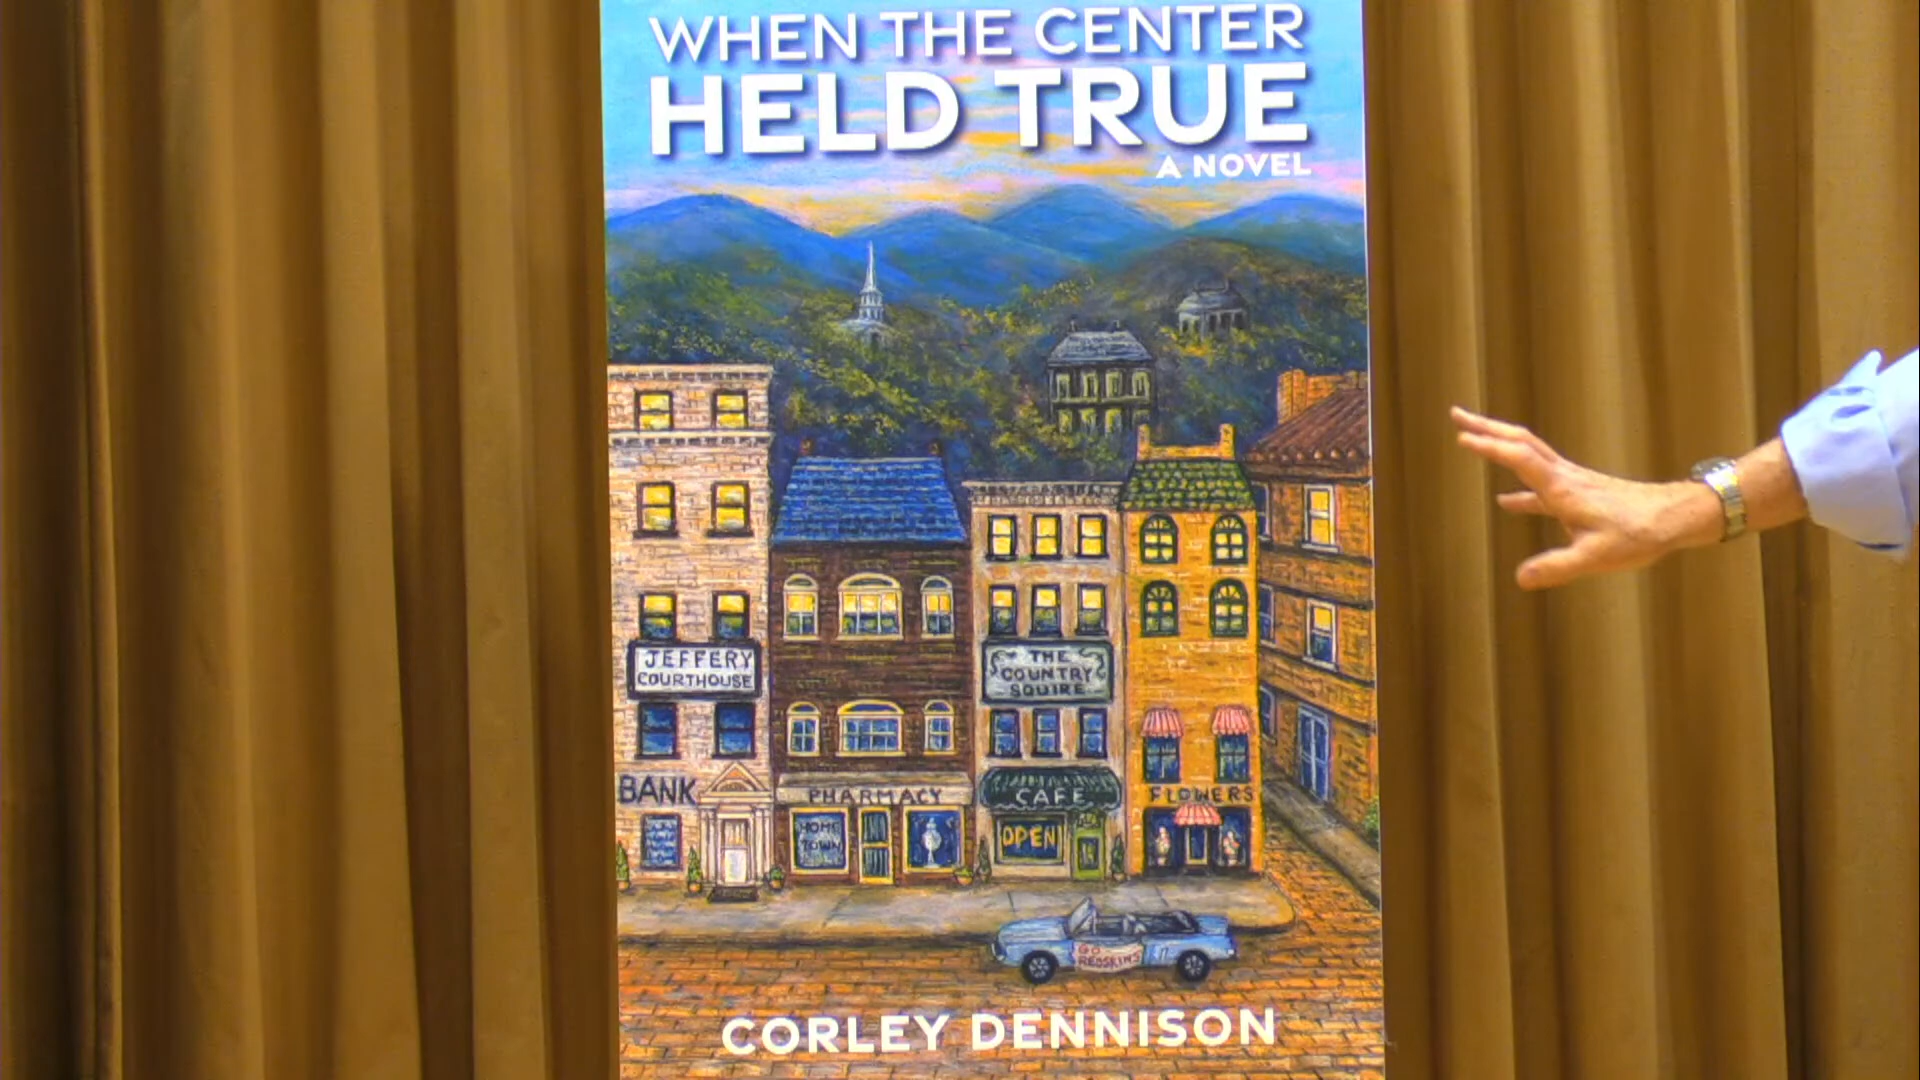 WHEN THE CENTER
HELD TRUE
A NOVEL
JEFFERY
COURTHOUSE
THE
COUNTRY
SQUIRE
BANK
PHARMACY
CAFE
FLOWERS
HOME
TOWN
OPEN
GO
REDSKINS
CORLEY DENNISON